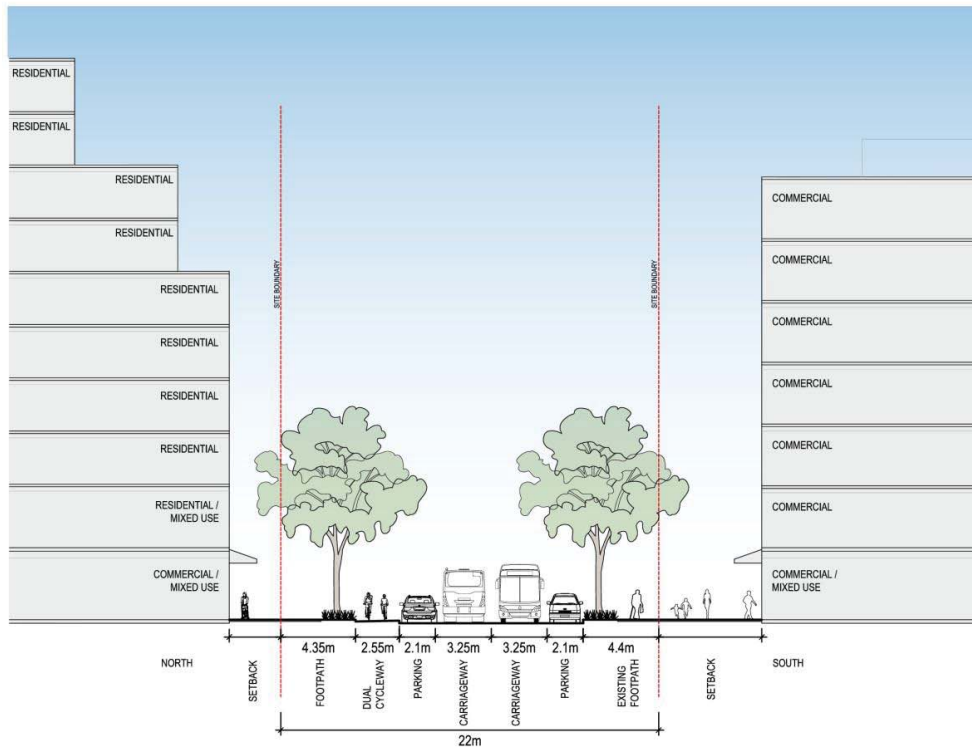 RESIDENTIAL
RESIDENTIAL
RESIDENTIAL
RESIDENTIAL
RESIDENTIAL
RESIDENTIAL
RESIDENTIAL
RESIDENTIAL
RESIDENTIAL /
MIXED USE
COMMERCIAL /
MIXED USE
SITE BOUNDARY
SITE BOUNDARY
COMMERCIAL
COMMERCIAL
COMMERCIAL
COMMERCIAL
COMMERCIAL
COMMERCIAL
COMMERCIAL /
MIXED USE
4.35m
2.55m
2.1m
3.25m
3.25m
2.1m
4.4m
NORTH
SETBACK
FOOTPATH
DUAL
CYCLEWAY
PARKING
CARRIAGEWAY
CARRIAGEWAY
PARKING
EXISTING
FOOTPATH
SETBACK
SOUTH
22m